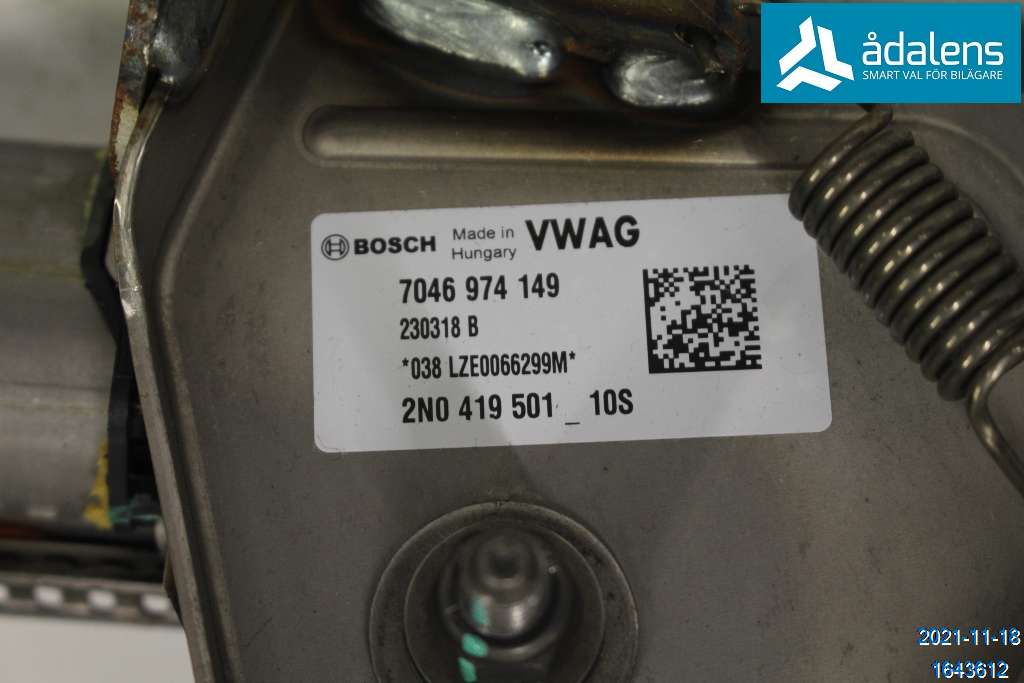 ådalens
SMART VAL FÖR BILÄGARE
BOSCH Made in Hungary VWAG
7046 974 149
230318 B
*038 LZE0066299M*
2N0 419 501 _ 10S
2021-11-18
1643612